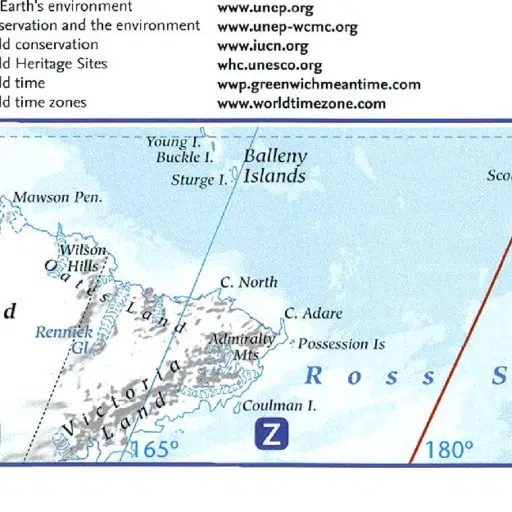 Earth's environment www.unep.org
servation and the environment www.unep-wcmc.org
ld conservation www.iucn.org
ld Heritage Sites whc.unesco.org
ld time wwp.greenwichmeantime.com
ld time zones www.worldtimezone.com
Young I.
Buckle I.
Balleny
Islands
Sturge I.
Sco
Mawson Pen.
Wilson
Hills
Oates Land
C. North
d
C. Adare
Rennick
Gl.
Admiralty
Mts
Possession Is
Ross S
Victoria
Land
Coulman I.
Z
165°
180°